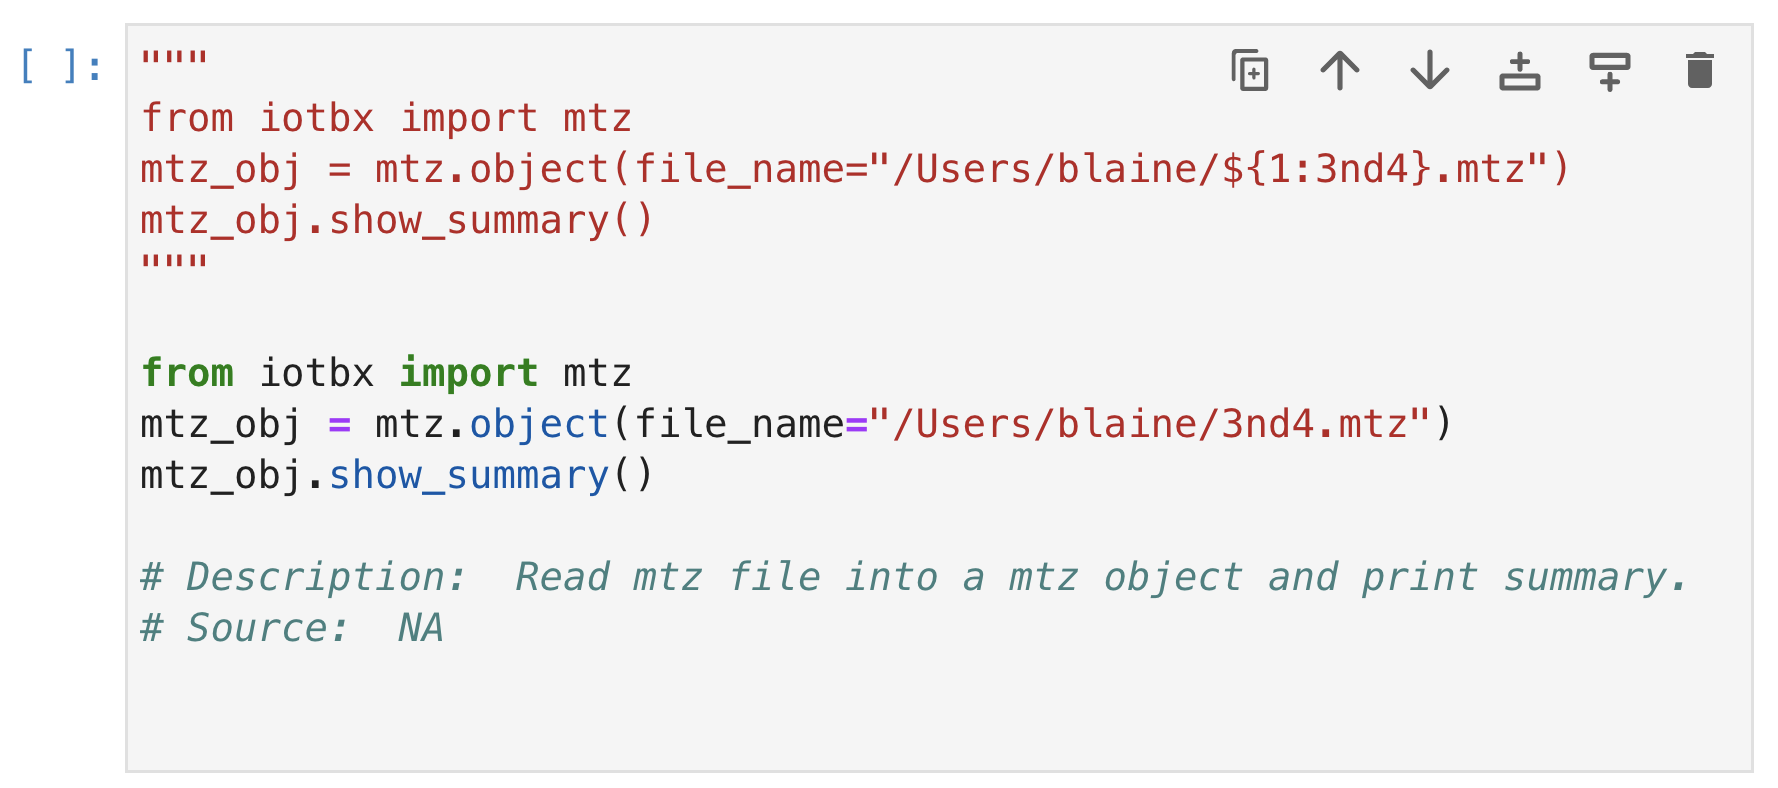 [ ]:
"""
from iotbx import mtz
mtz_obj = mtz.object(file_name="/Users/blaine/${1:3nd4}.mtz")
mtz_obj.show_summary()
"""
from iotbx import mtz
mtz_obj = mtz.object(file_name="/Users/blaine/3nd4.mtz")
mtz_obj.show_summary()
# Description:  Read mtz file into a mtz object and print summary.
# Source:  NA